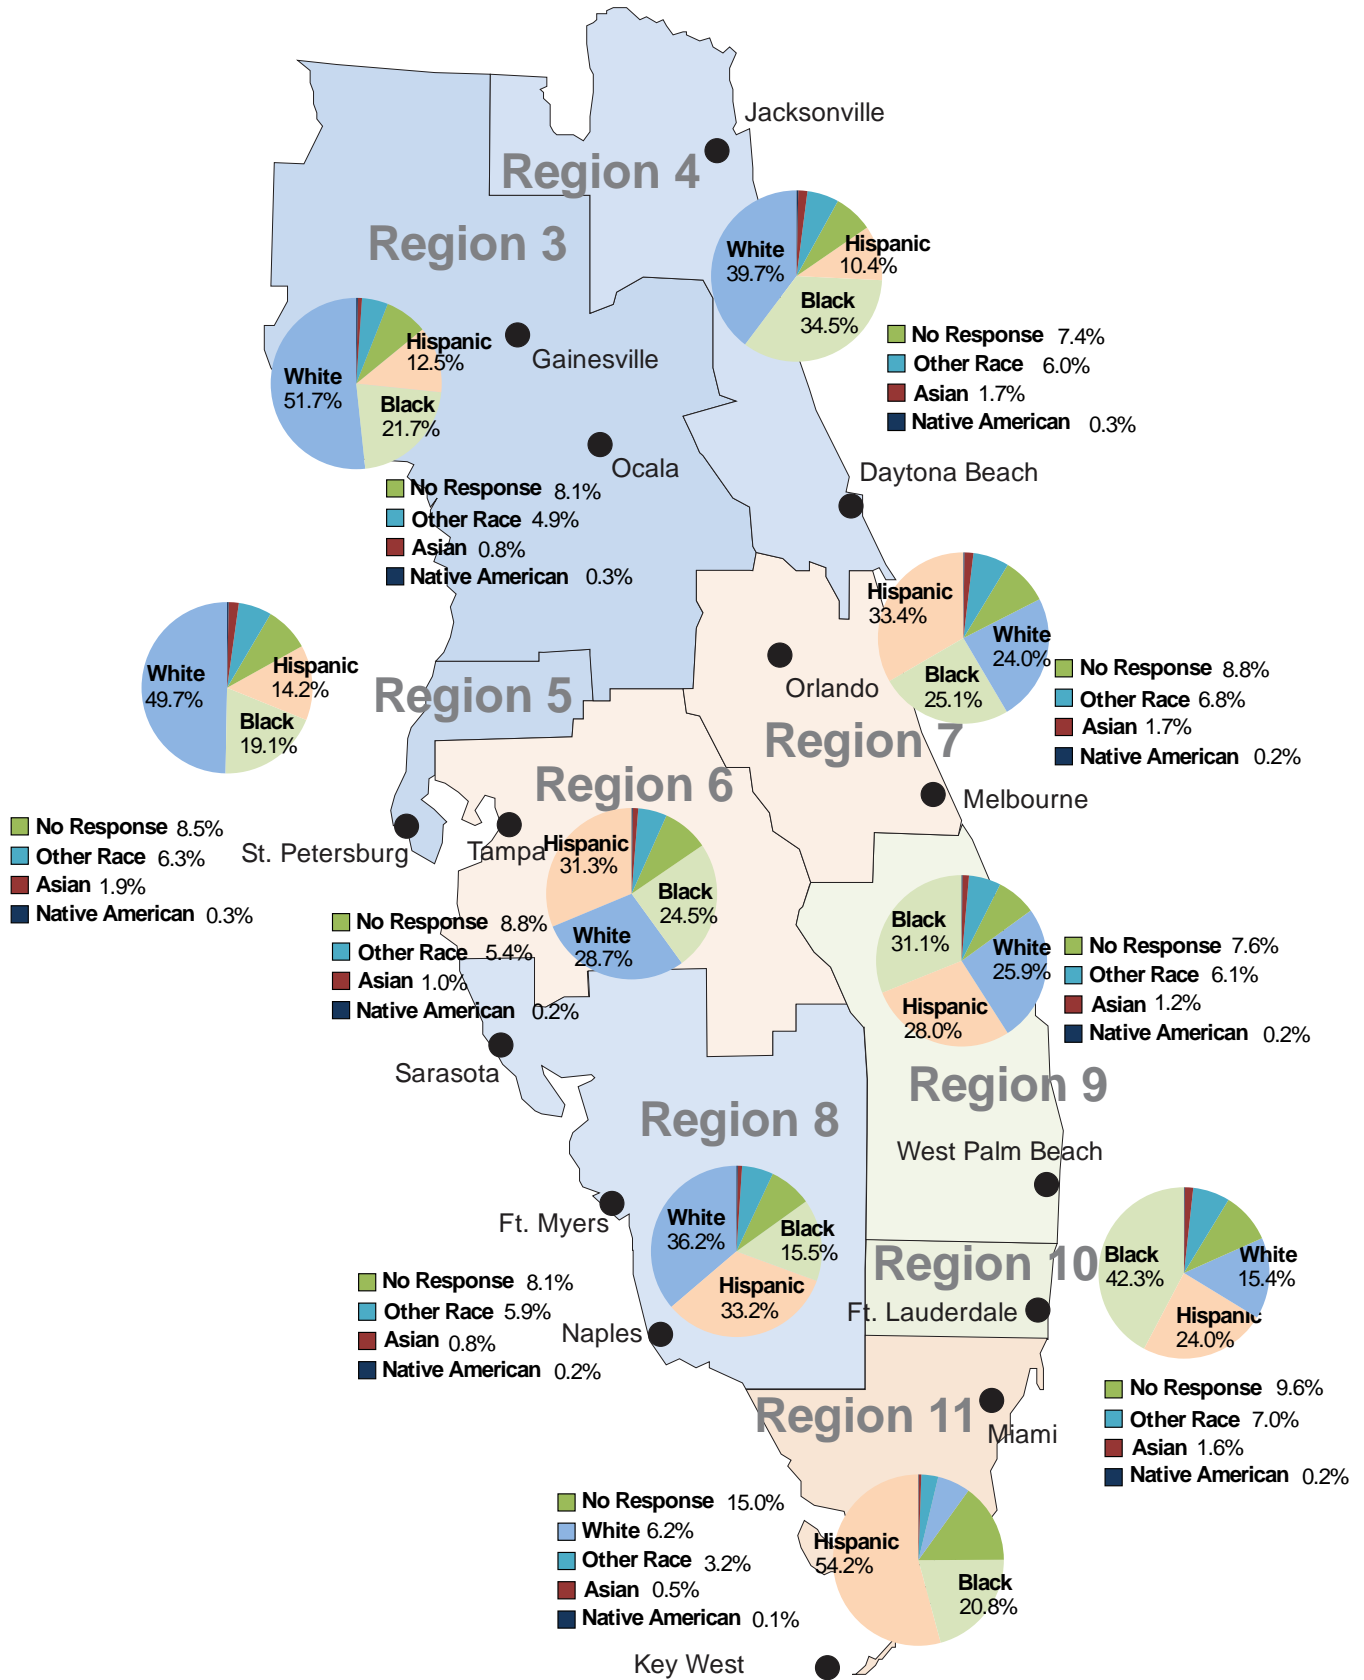 Jacksonville
Region 4
Region 3
White
39.7%
Hispanic
10.4%
Black
34.5%
No Response 7.4%
Other Race 6.0%
Asian 1.7%
Native American 0.3%
Gainesville
Hispanic
12.5%
White
51.7%
Black
21.7%
Ocala
Daytona Beach
No Response 8.1%
Other Race 4.9%
Asian 0.8%
Native American 0.3%
Hispanic
33.4%
White
24.0%
Black
25.1%
No Response 8.8%
Other Race 6.8%
Asian 1.7%
Native American 0.2%
Orlando
Region 7
Melbourne
White
49.7%
Hispanic
14.2%
Black
19.1%
Region 5
No Response 8.5%
Other Race 6.3%
Asian 1.9%
Native American 0.3%
St. Petersburg
Tampa
Region 6
Hispanic
31.3%
Black
24.5%
White
28.7%
No Response 8.8%
Other Race 5.4%
Asian 1.0%
Native American 0.2%
Black
31.1%
White
25.9%
Hispanic
28.0%
No Response 7.6%
Other Race 6.1%
Asian 1.2%
Native American 0.2%
Sarasota
Region 9
Region 8
West Palm Beach
Ft. Myers
White
36.2%
Black
15.5%
Hispanic
33.2%
No Response 8.1%
Other Race 5.9%
Asian 0.8%
Native American 0.2%
Naples
Region 10
Ft. Lauderdale
Black
42.3%
White
15.4%
Hispanic
24.0%
No Response 9.6%
Other Race 7.0%
Asian 1.6%
Native American 0.2%
Region 11
Miami
No Response 15.0%
White 6.2%
Other Race 3.2%
Asian 0.5%
Native American 0.1%
Hispanic
54.2%
Black
20.8%
Key West